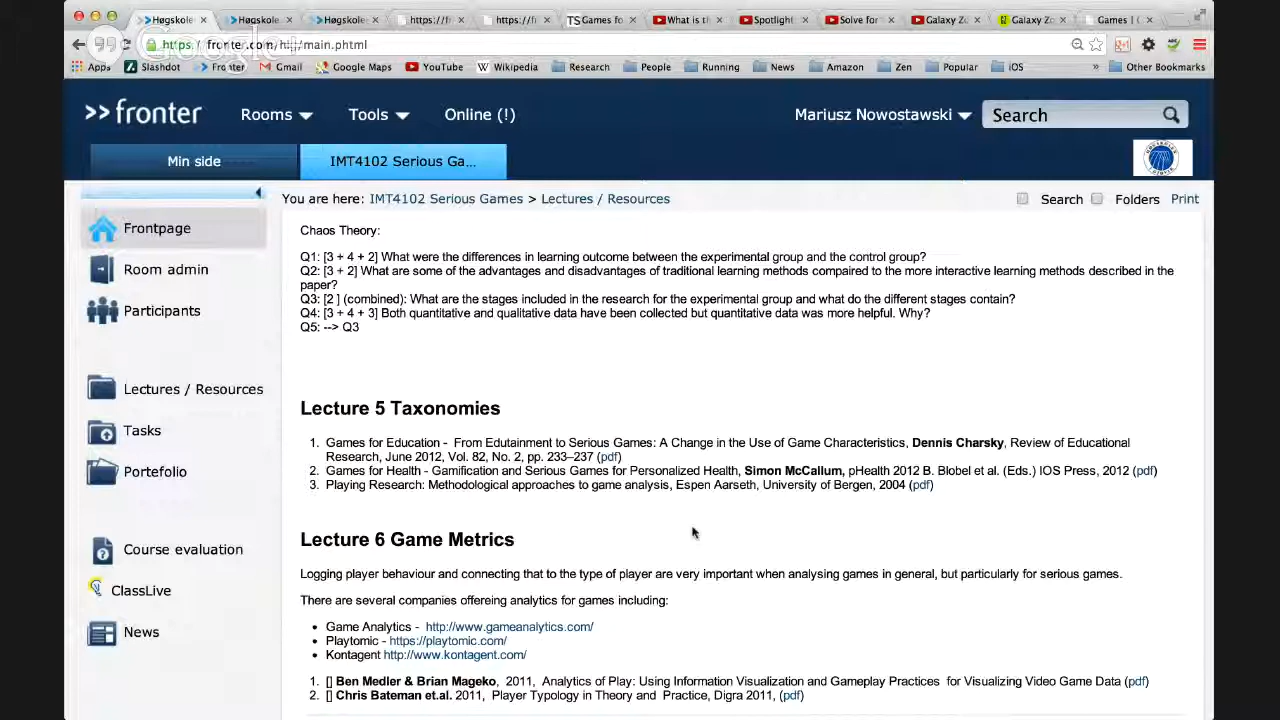 Høgskole
Høgskole
Høgskole
https://f
https://f
TS Games fo
What is t
Spotlight
Solve for
Galaxy Z
Galaxy Z
Games | (
https://fronter.com/hig/main.phtml
Apps Slashdot Fronter Gmail Google Maps YouTube Wikipedia Research People Running News Amazon Zen Popular iOS » Other Bookmarks
>> fronter Rooms Tools Online (!) Mariusz Nowostawski Search
Min side IMT4102 Serious Ga...
You are here: IMT4102 Serious Games > Lectures / Resources Search Folders Print
Frontpage
Room admin
Participants
Lectures / Resources
Tasks
Portefolio
Course evaluation
ClassLive
News
Chaos Theory:
Q1: [3 + 4 + 2] What were the differences in learning outcome between the experimental group and the control group?
Q2: [3 + 2] What are some of the advantages and disadvantages of traditional learning methods compaired to the more interactive learning methods described in the
paper?
Q3: [2 ] (combined): What are the stages included in the research for the experimental group and what do the different stages contain?
Q4: [3 + 4 + 3] Both quantitative and qualitative data have been collected but quantitative data was more helpful. Why?
Q5: --> Q3
Lecture 5 Taxonomies
1. Games for Education - From Edutainment to Serious Games: A Change in the Use of Game Characteristics, Dennis Charsky, Review of Educational
Research, June 2012, Vol. 82, No. 2, pp. 233–237 (pdf)
2. Games for Health - Gamification and Serious Games for Personalized Health, Simon McCallum, pHealth 2012 B. Blobel et al. (Eds.) IOS Press, 2012 (pdf)
3. Playing Research: Methodological approaches to game analysis, Espen Aarseth, University of Bergen, 2004 (pdf)
Lecture 6 Game Metrics
Logging player behaviour and connecting that to the type of player are very important when analysing games in general, but particularly for serious games.
There are several companies offereing analytics for games including:
• Game Analytics - http://www.gameanalytics.com/
• Playtomic - https://playtomic.com/
• Kontagent http://www.kontagent.com/
1. [] Ben Medler & Brian Mageko, 2011, Analytics of Play: Using Information Visualization and Gameplay Practices for Visualizing Video Game Data (pdf)
2. [] Chris Bateman et.al. 2011, Player Typology in Theory and Practice, Digra 2011, (pdf)